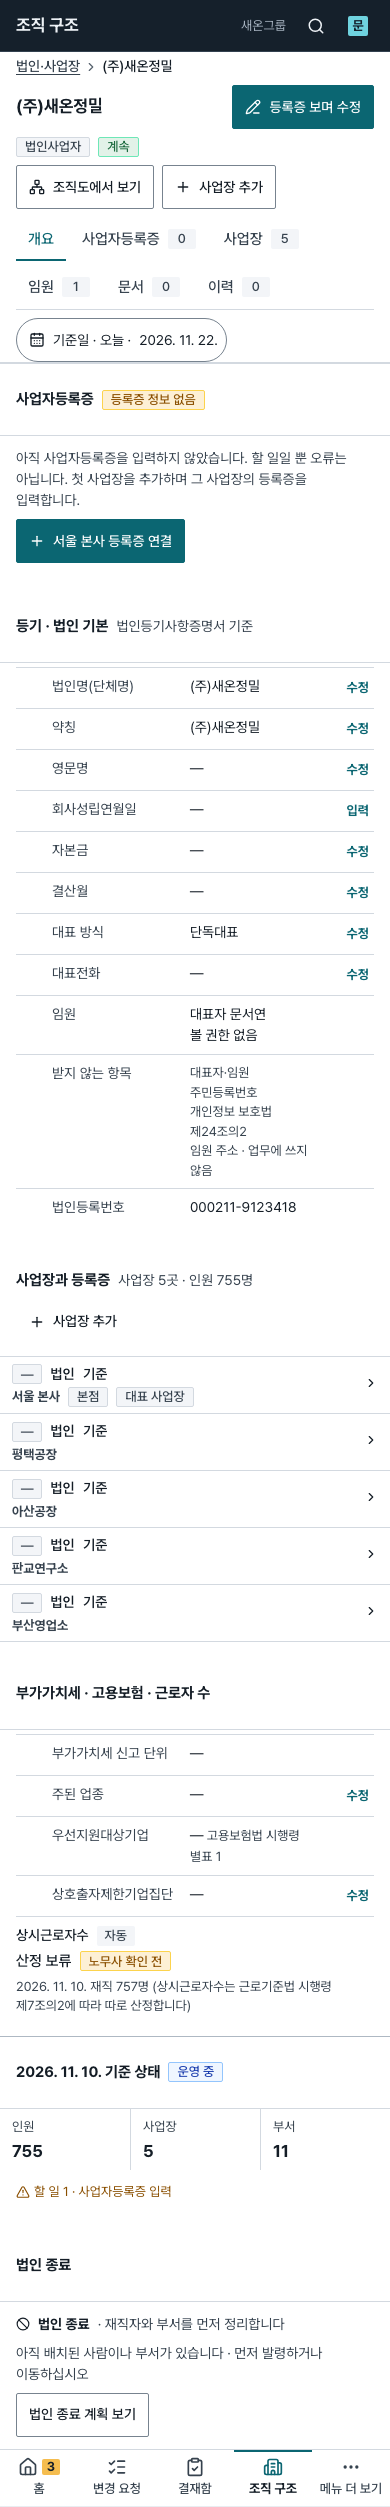 조직 구조
새온그룹
문
법인·사업장
(주)새온정밀
(주)새온정밀
등록증 보며 수정
법인사업자 계속
조직도에서 보기
사업장 추가
개요
사업자등록증 0
사업장 5
임원 1
문서 0
이력 0
기준일 · 오늘 · 2026. 11. 22.
사업자등록증 등록증 정보 없음
아직 사업자등록증을 입력하지 않았습니다. 할 일일 뿐 오류는
아닙니다. 첫 사업장을 추가하며 그 사업장의 등록증을
입력합니다.
서울 본사 등록증 연결
등기 · 법인 기본 법인등기사항증명서 기준
법인명(단체명) (주)새온정밀 수정
약칭 (주)새온정밀 수정
영문명 — 수정
회사성립연월일 — 입력
자본금 — 수정
결산월 — 수정
대표 방식 단독대표 수정
대표전화 — 수정
임원 대표자 문서연
볼 권한 없음
받지 않는 항목 대표자·임원
주민등록번호
개인정보 보호법
제24조의2
임원 주소 · 업무에 쓰지
않음
법인등록번호 000211-9123418
사업장과 등록증 사업장 5곳 · 인원 755명
사업장 추가
— 법인 기준
서울 본사 본점 대표 사업장
— 법인 기준
평택공장
— 법인 기준
아산공장
— 법인 기준
판교연구소
— 법인 기준
부산영업소
부가가치세 · 고용보험 · 근로자 수
부가가치세 신고 단위 —
주된 업종 — 수정
우선지원대상기업 — 고용보험법 시행령
별표 1
상호출자제한기업집단 — 수정
상시근로자수 자동
산정 보류 노무사 확인 전
2026. 11. 10. 재직 757명 (상시근로자수는 근로기준법 시행령
제7조의2에 따라 따로 산정합니다)
2026. 11. 10. 기준 상태 운영 중
인원 사업장 부서
755 5 11
할 일 1 · 사업자등록증 입력
법인 종료
법인 종료 · 재직자와 부서를 먼저 정리합니다
아직 배치된 사람이나 부서가 있습니다 · 먼저 발령하거나
이동하십시오
법인 종료 계획 보기
3
홈 변경 요청 결재함 조직 구조 메뉴 더 보기